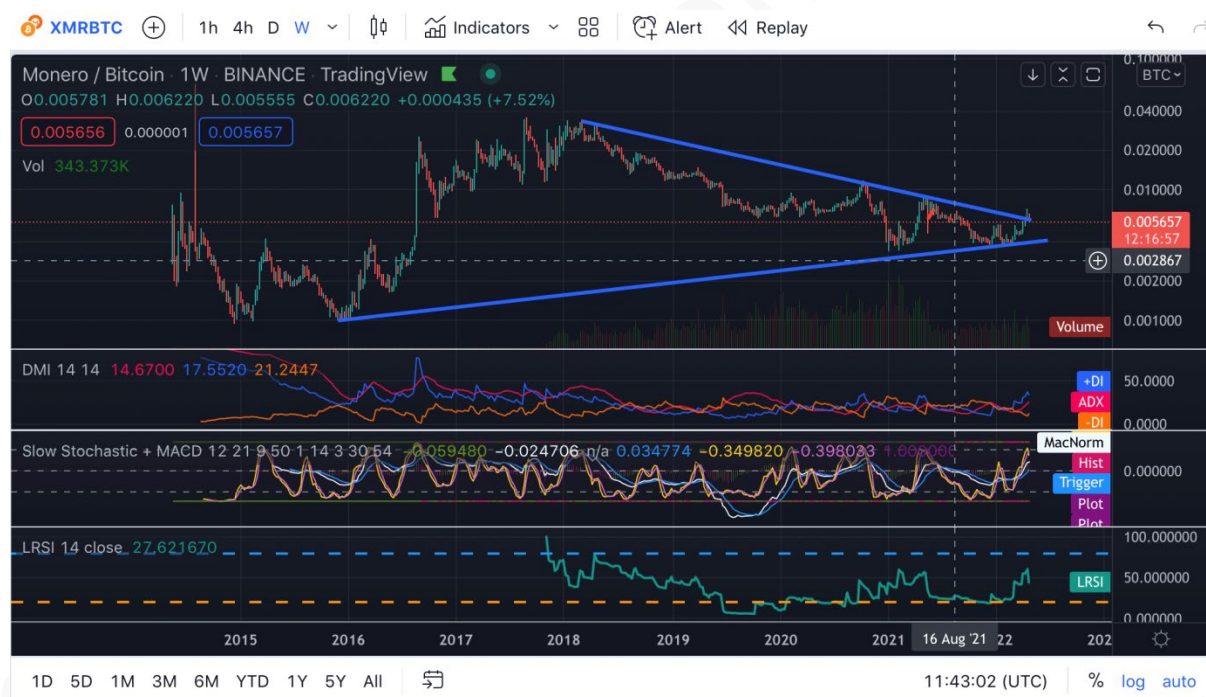 XMRBTC 1h 4h D W Indicators Alert Replay
Monero / Bitcoin · 1W · BINANCE · TradingView
BTC
O0.005781 H0.006220 L0.005555 C0.006220 +0.000435 (+7.52%)
0.005656 0.000001 0.005657
Vol 343.373K
0.100000
0.040000
0.020000
0.010000
0.005657
12:16:57
0.002867
0.002000
0.001000
Volume
DMI 14 14 14.6700 17.5520 21.2447
+DI
ADX
-DI
50.0000
0.0000
Slow Stochastic + MACD 12 21 9 50 1 14 3 30 54 -0.059480 -0.024706 n/a 0.034774 -0.349820 -0.398033
MacNorm
Hist
Trigger
Plot
Plot
0.000000
LRSI 14 close 27.621670
LRSI
100.000000
50.000000
0.000000
2015 2016 2017 2018 2019 2020 2021 16 Aug '21 22 202
1D 5D 1M 3M 6M YTD 1Y 5Y All 11:43:02 (UTC) % log auto